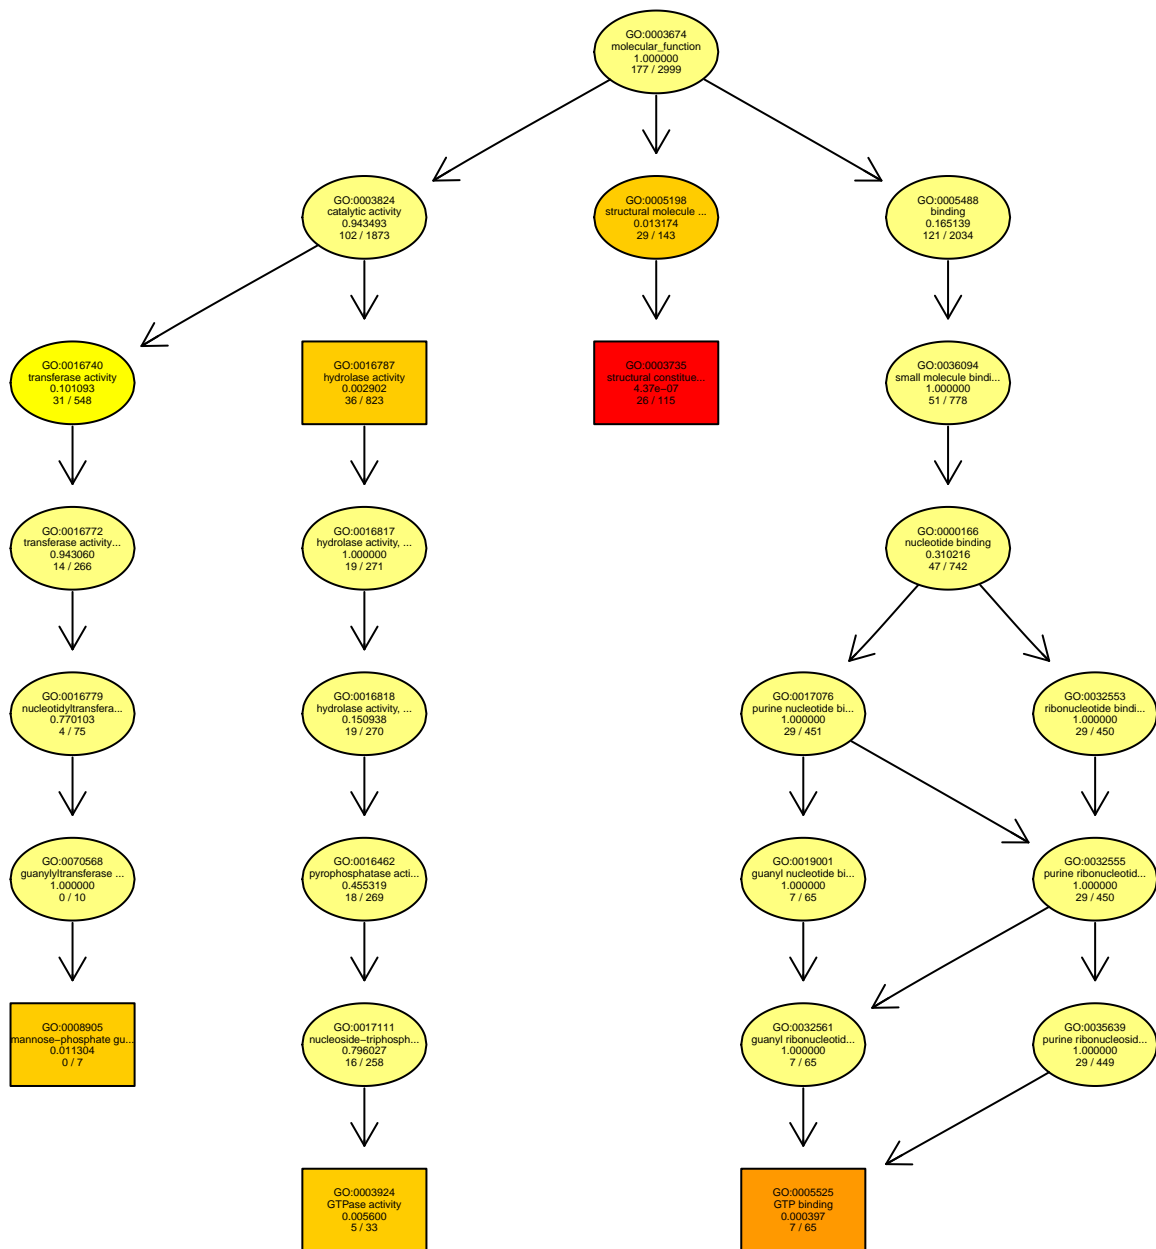 GO:0003674
molecular_function
1.000000
177 / 2999
GO:0003824
catalytic activity
0.943493
102 / 1873
GO:0005198
structural molecule ...
0.013174
29 / 143
GO:0005488
binding
0.165139
121 / 2034
GO:0016740
transferase activity
0.101093
31 / 548
GO:0016787
hydrolase activity
0.002902
36 / 823
GO:0003735
structural constitue...
4.37e−07
26 / 115
GO:0036094
small molecule bindi...
1.000000
51 / 778
GO:0016772
transferase activity...
0.943060
14 / 266
GO:0016817
hydrolase activity, ...
1.000000
19 / 271
GO:0000166
nucleotide binding
0.310216
47 / 742
GO:0016779
nucleotidyltransfera...
0.770103
4 / 75
GO:0016818
hydrolase activity, ...
0.150938
19 / 270
GO:0017076
purine nucleotide bi...
1.000000
29 / 451
GO:0032553
ribonucleotide bindi...
1.000000
29 / 450
GO:0070568
guanylyltransferase ...
1.000000
0 / 10
GO:0016462
pyrophosphatase acti...
0.455319
18 / 269
GO:0019001
guanyl nucleotide bi...
1.000000
7 / 65
GO:0032555
purine ribonucleotid...
1.000000
29 / 450
GO:0008905
mannose−phosphate gu...
0.011304
0 / 7
GO:0017111
nucleoside−triphosph...
0.796027
16 / 258
GO:0032561
guanyl ribonucleotid...
1.000000
7 / 65
GO:0035639
purine ribonucleosid...
1.000000
29 / 449
GO:0003924
GTPase activity
0.005600
5 / 33
GO:0005525
GTP binding
0.000397
7 / 65